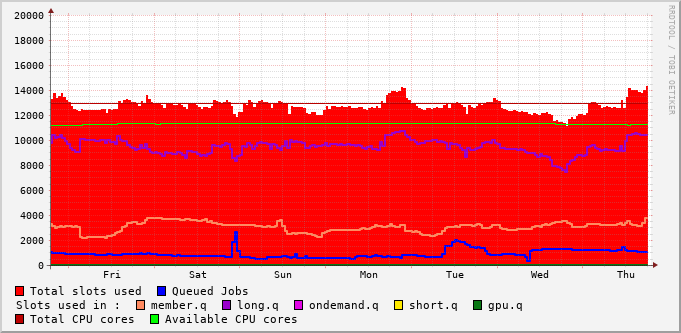 20000
18000
16000
14000
12000
10000
8000
6000
4000
2000
0
Fri Sat Sun Mon Tue Wed Thu
Total slots used Queued Jobs
Slots used in : member.q long.q ondemand.q short.q gpu.q
Total CPU cores Available CPU cores
RRDTOOL / TOBI OETIKER